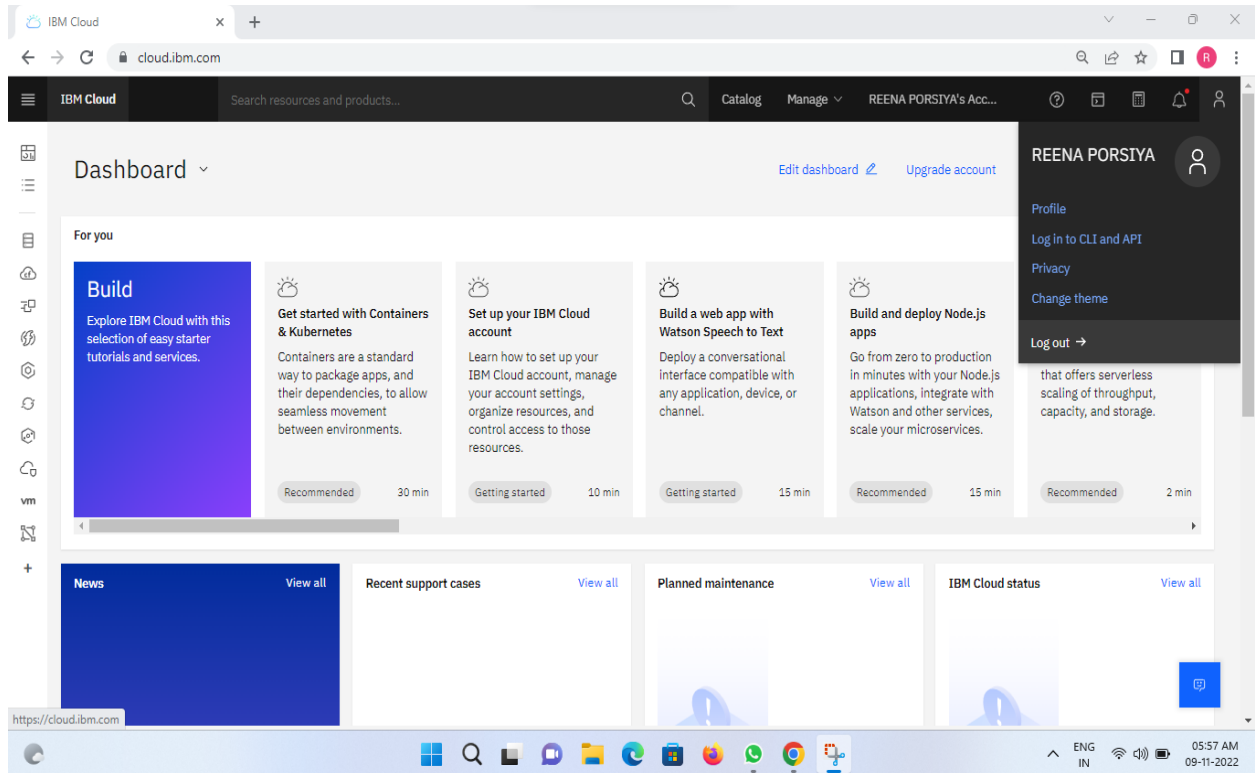 IBM Cloud
cloud.ibm.com
R
IBM Cloud
Search resources and products...
Catalog
Manage
REENA PORSIYA's Acc...
Dashboard
Edit dashboard
Upgrade account
REENA PORSIYA
Profile
Log in to CLI and API
Privacy
Change theme
Log out →
For you
Build
Explore IBM Cloud with this
selection of easy starter
tutorials and services.
Get started with Containers
& Kubernetes
Containers are a standard
way to package apps, and
their dependencies, to allow
seamless movement
between environments.
Recommended
30 min
Set up your IBM Cloud
account
Learn how to set up your
IBM Cloud account, manage
your account settings,
organize resources, and
control access to those
resources.
Getting started
10 min
Build a web app with
Watson Speech to Text
Deploy a conversational
interface compatible with
any application, device, or
channel.
Getting started
15 min
Build and deploy Node.js
apps
Go from zero to production
in minutes with your Node.js
applications, integrate with
Watson and other services,
scale your microservices.
Recommended
15 min
that offers serverless
scaling of throughput,
capacity, and storage.
Recommended
2 min
vm
News
View all
Recent support cases
View all
Planned maintenance
View all
IBM Cloud status
View all
https://cloud.ibm.com
ENG
IN
05:57 AM
09-11-2022